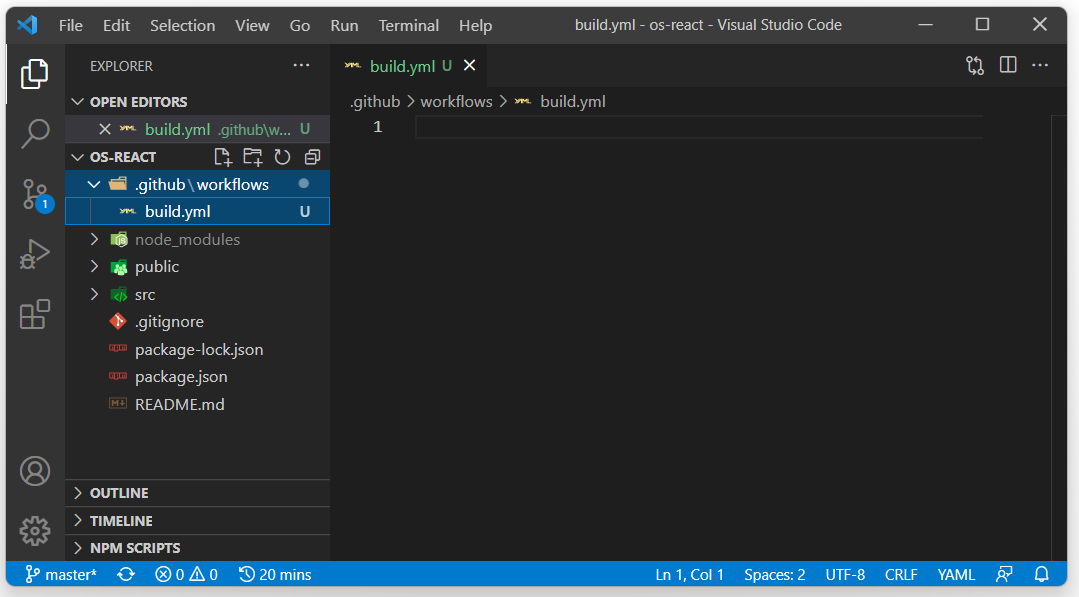 File Edit Selection View Go Run Terminal Help build.yml - os-react - Visual Studio Code
EXPLORER
OPEN EDITORS
build.yml .github\w... U
OS-REACT
.github\workflows
build.yml U
node_modules
public
src
.gitignore
package-lock.json
package.json
README.md
OUTLINE
TIMELINE
NPM SCRIPTS
1
build.yml U
.github > workflows > build.yml
1
master* 0 0 20 mins Ln 1, Col 1 Spaces: 2 UTF-8 CRLF YAML